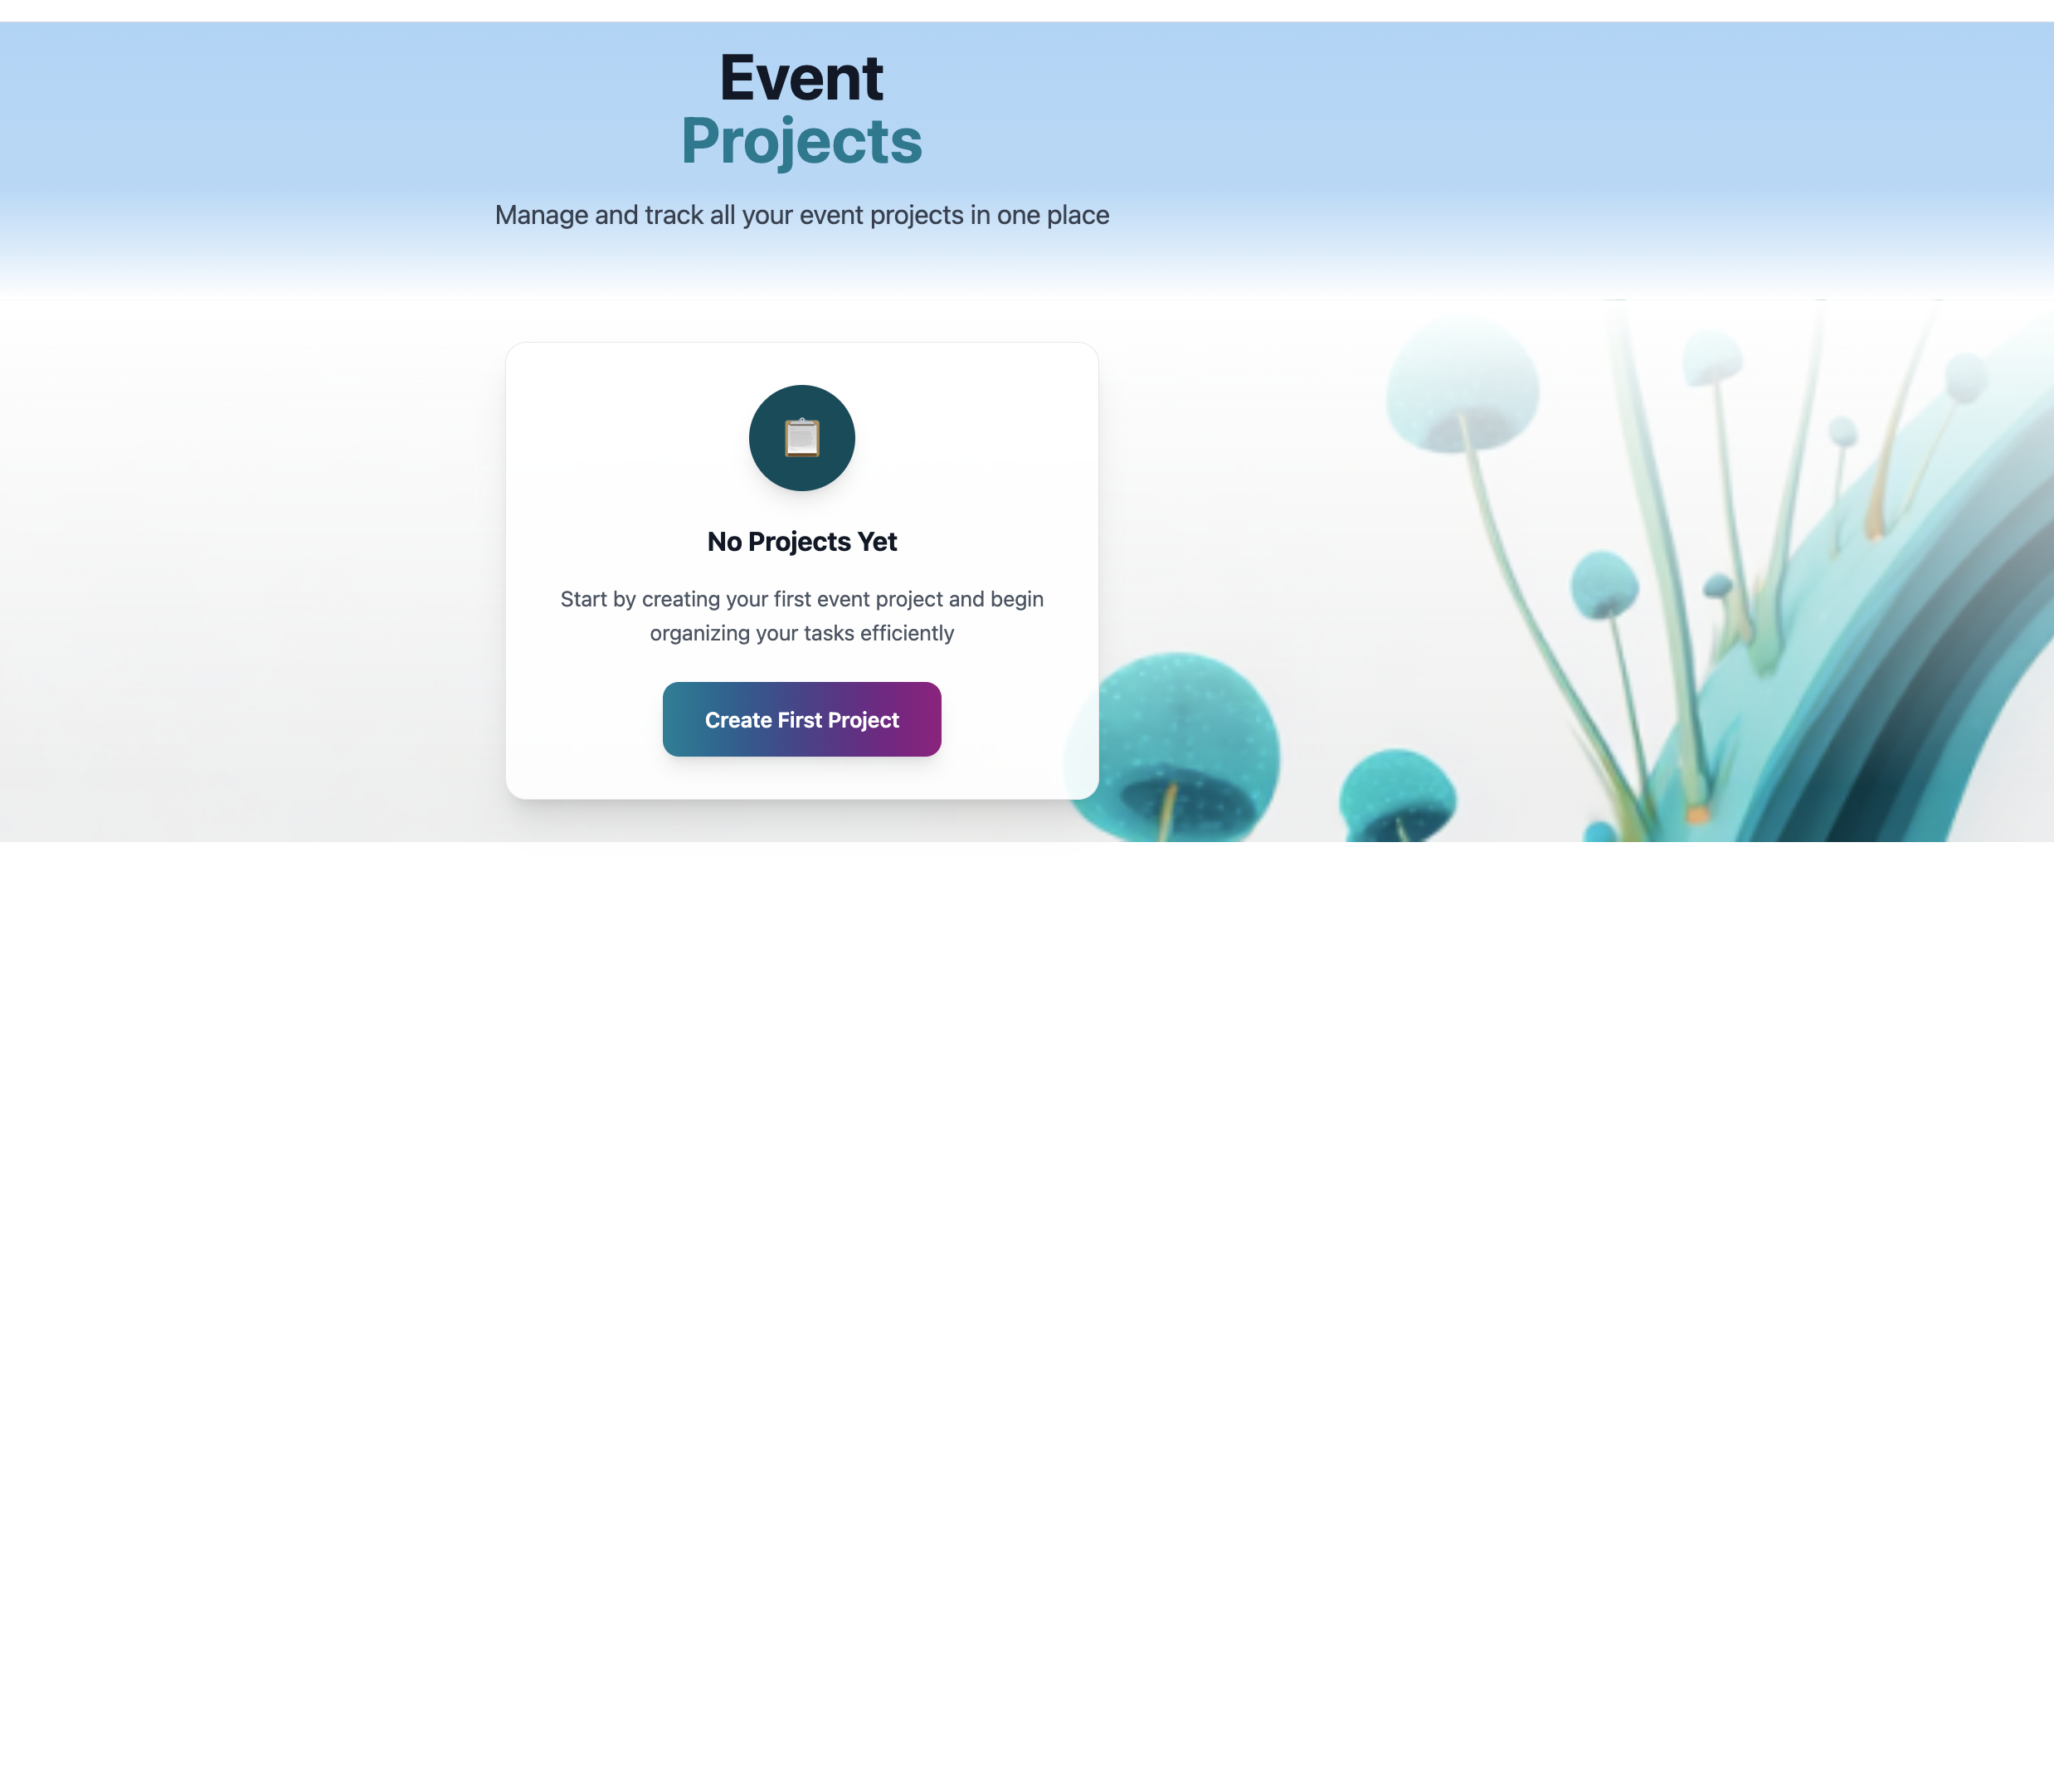 Event
Projects
Manage and track all your event projects in one place
No Projects Yet
Start by creating your first event project and begin
organizing your tasks efficiently
Create First Project